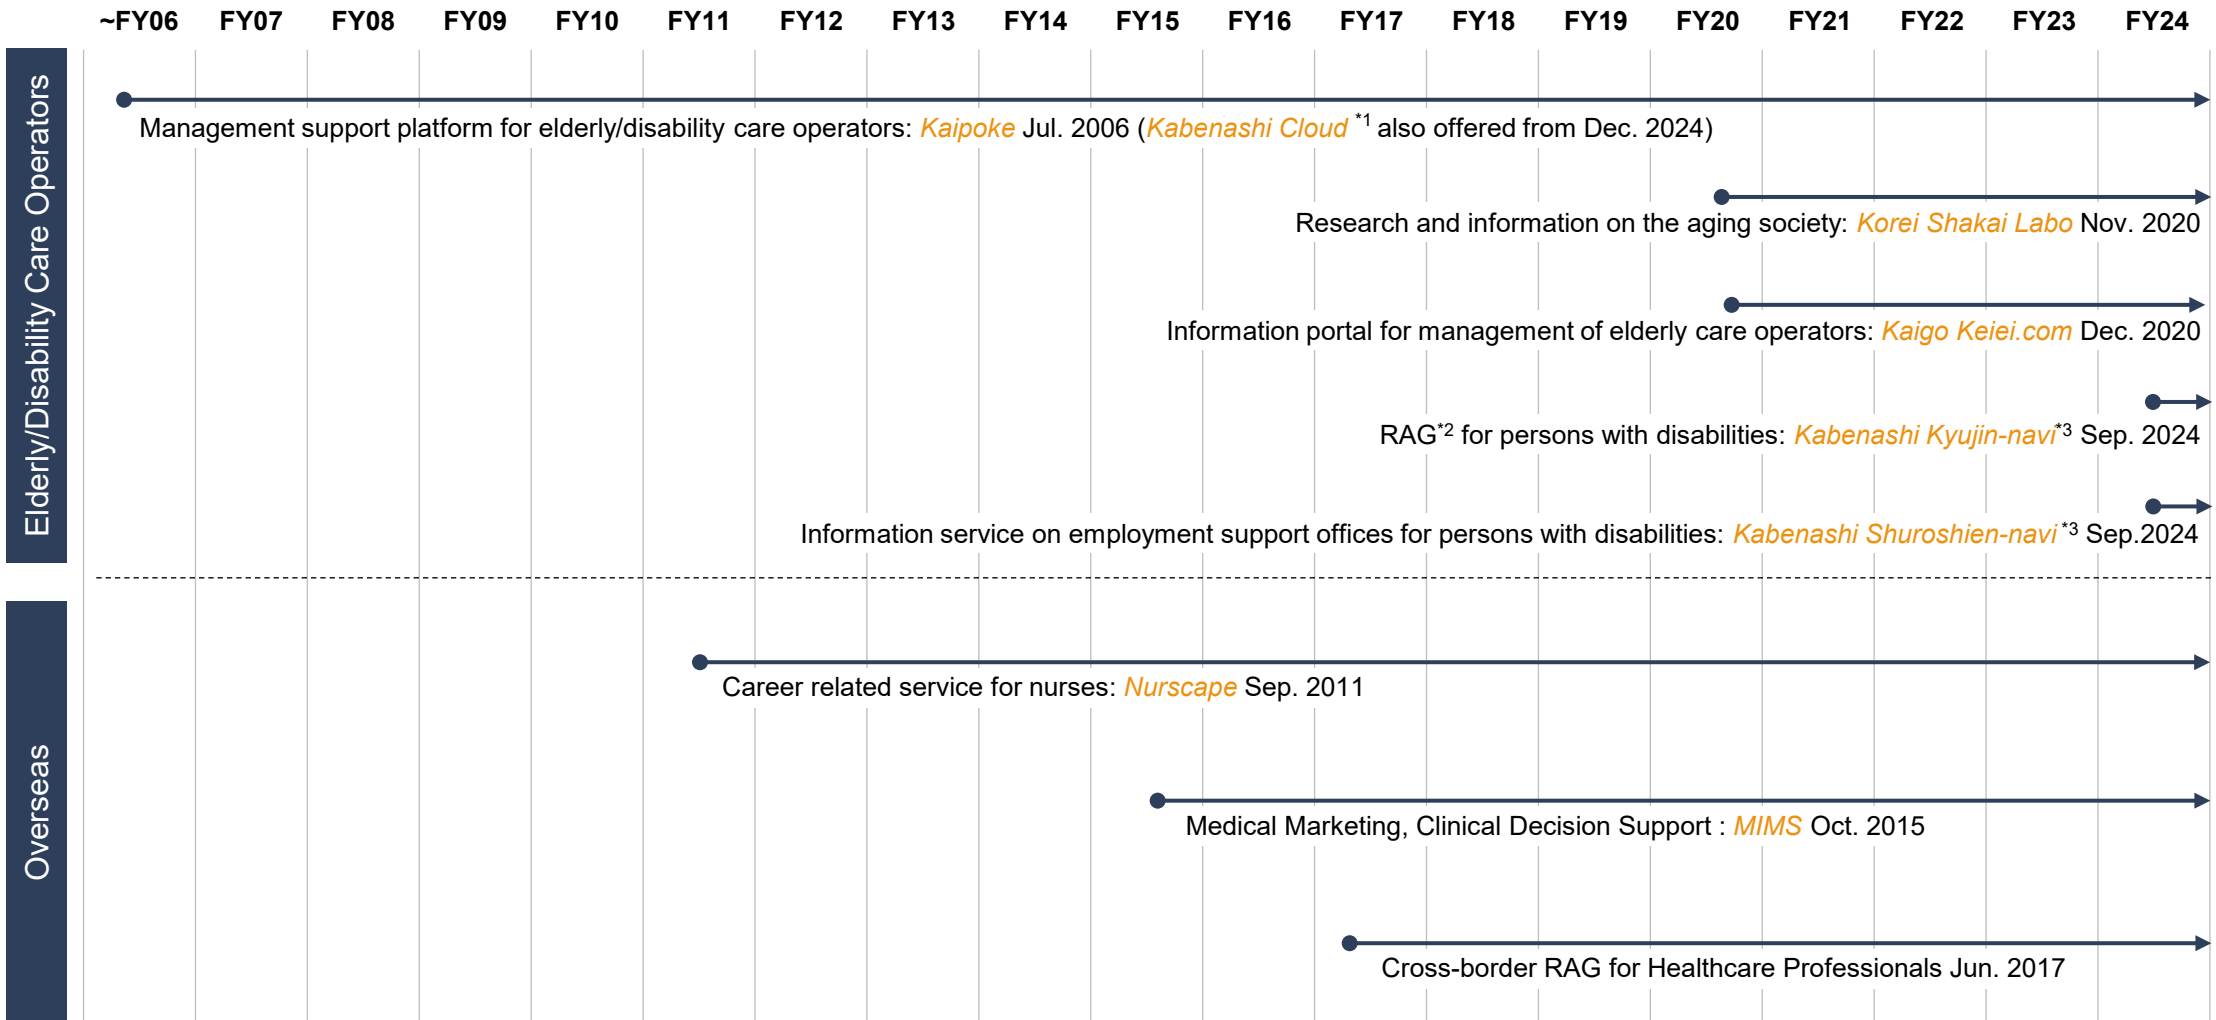 ~FY06 FY07 FY08 FY09 FY10 FY11 FY12 FY13 FY14 FY15 FY16 FY17 FY18 FY19 FY20 FY21 FY22 FY23 FY24
Elderly/Disability Care Operators
Management support platform for elderly/disability care operators: Kaipoke Jul. 2006 (Kabenashi Cloud *1 also offered from Dec. 2024)
Research and information on the aging society: Korei Shakai Labo Nov. 2020
Information portal for management of elderly care operators: Kaigo Keiei.com Dec. 2020
RAG*2 for persons with disabilities: Kabenashi Kyujin-navi*3 Sep. 2024
Information service on employment support offices for persons with disabilities: Kabenashi Shuroshien-navi *3 Sep.2024
Overseas
Career related service for nurses: Nurscape Sep. 2011
Medical Marketing, Clinical Decision Support : MIMS Oct. 2015
Cross-border RAG for Healthcare Professionals Jun. 2017